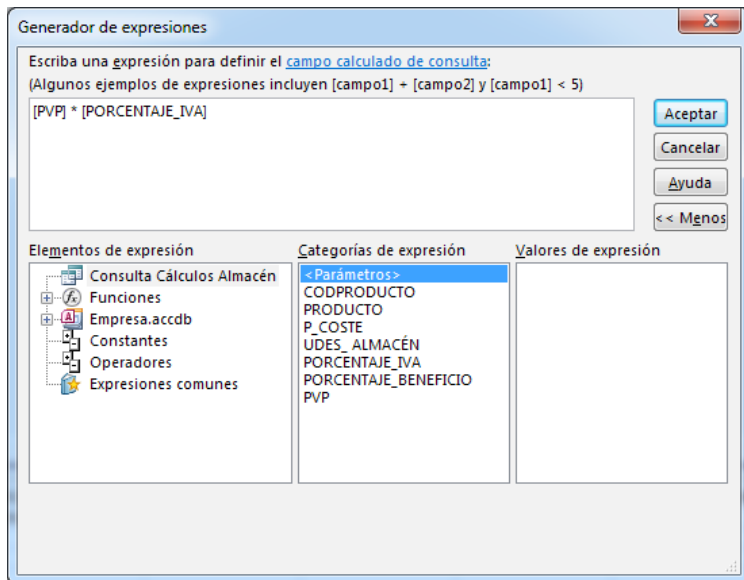 Generador de expresiones
Escriba una expresión para definir el campo calculado de consulta:
(Algunos ejemplos de expresiones incluyen [campo1] + [campo2] y [campo1] < 5)
[PVP] * [PORCENTAJE_IVA]
Aceptar
Cancelar
Ayuda
<< Menos
Elementos de expresión
Consulta Cálculos Almacén
Funciones
Empresa.accdb
Constantes
Operadores
Expresiones comunes
Categorías de expresión
<Parámetros>
CODPRODUCTO
PRODUCTO
P_COSTE
UDES_ ALMACÉN
PORCENTAJE_IVA
PORCENTAJE_BENEFICIO
PVP
Valores de expresión